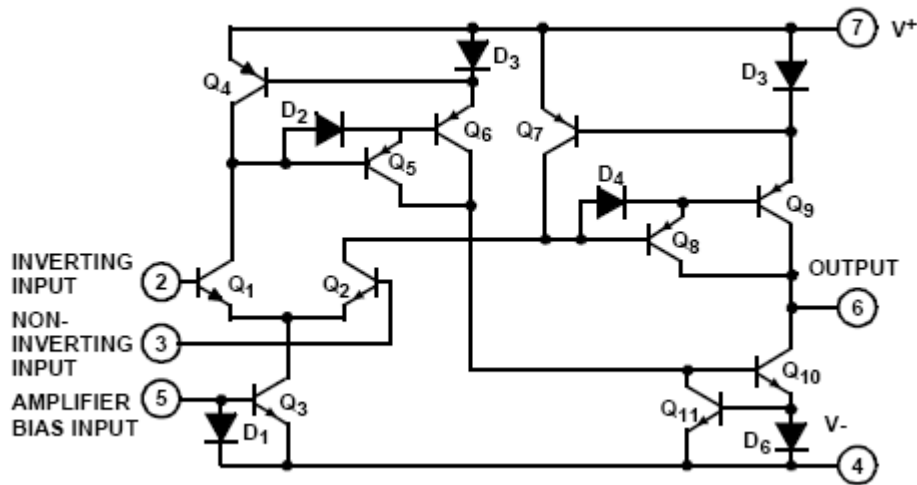 7 V+
D3
D3
Q4
D2
Q6
Q7
Q5
D4
Q9
Q8
INVERTING
INPUT
2
Q1
Q2
OUTPUT
6
NON-
INVERTING
INPUT
3
Q10
AMPLIFIER
BIAS INPUT
5
Q3
D1
Q11
D6
V-
4